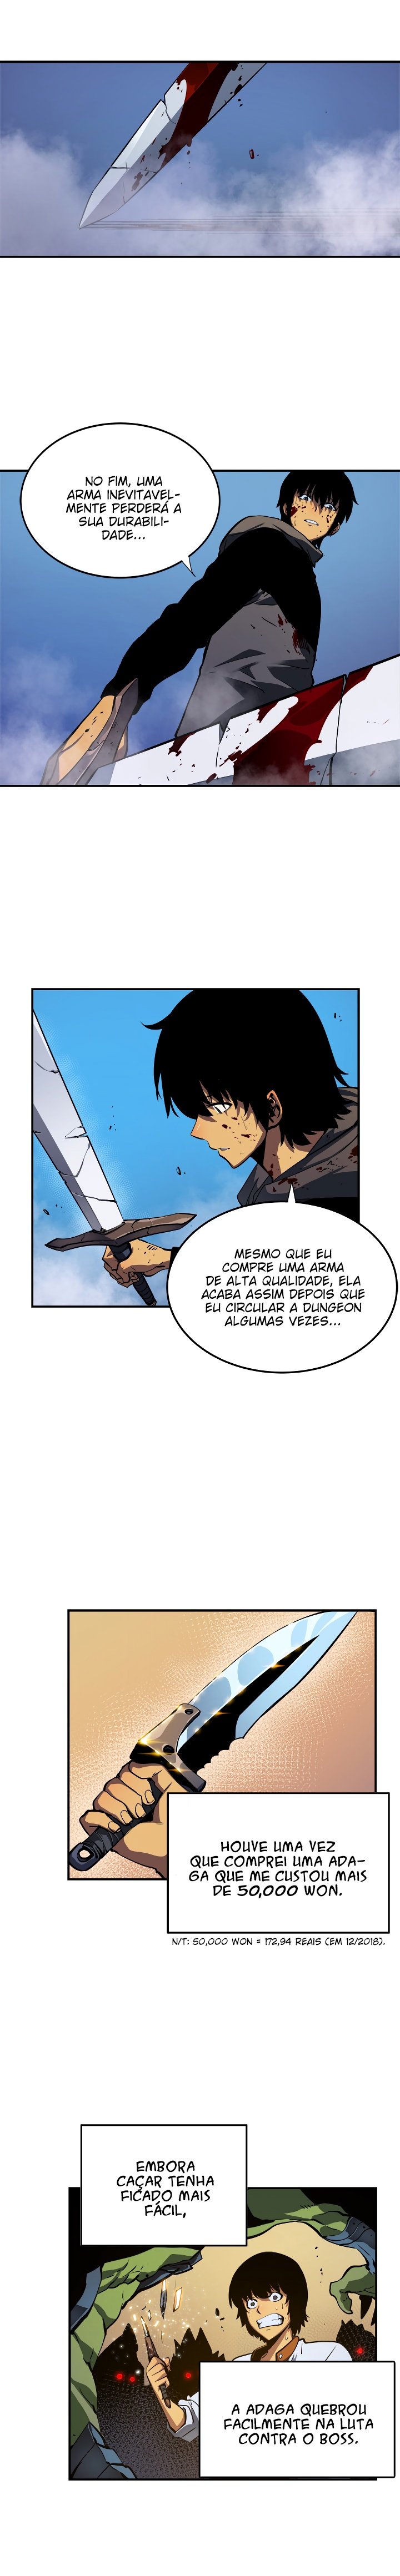 NO FIM, UMA
ARMA INEVITAVEL-
MENTE PERDERÁ A
SUA DURABILI-
DADE...
MESMO QUE EU
COMPRE UMA ARMA
DE ALTA QUALIDADE, ELA
ACABA ASSIM DEPOIS QUE
EU CIRCULAR A DUNGEON
ALGUMAS VEZES...
HOUVE UMA VEZ
QUE COMPREI UMA ADA-
GA QUE ME CUSTOU MAIS
DE 50,000 WON.
N/T: 50,000 WON = 172,94 REAIS (EM 12/2018).
EMBORA
CAÇAR TENHA
FICADO MAIS
FÁCIL,
A ADAGA QUEBROU
FACILMENTE NA LUTA
CONTRA O BOSS.